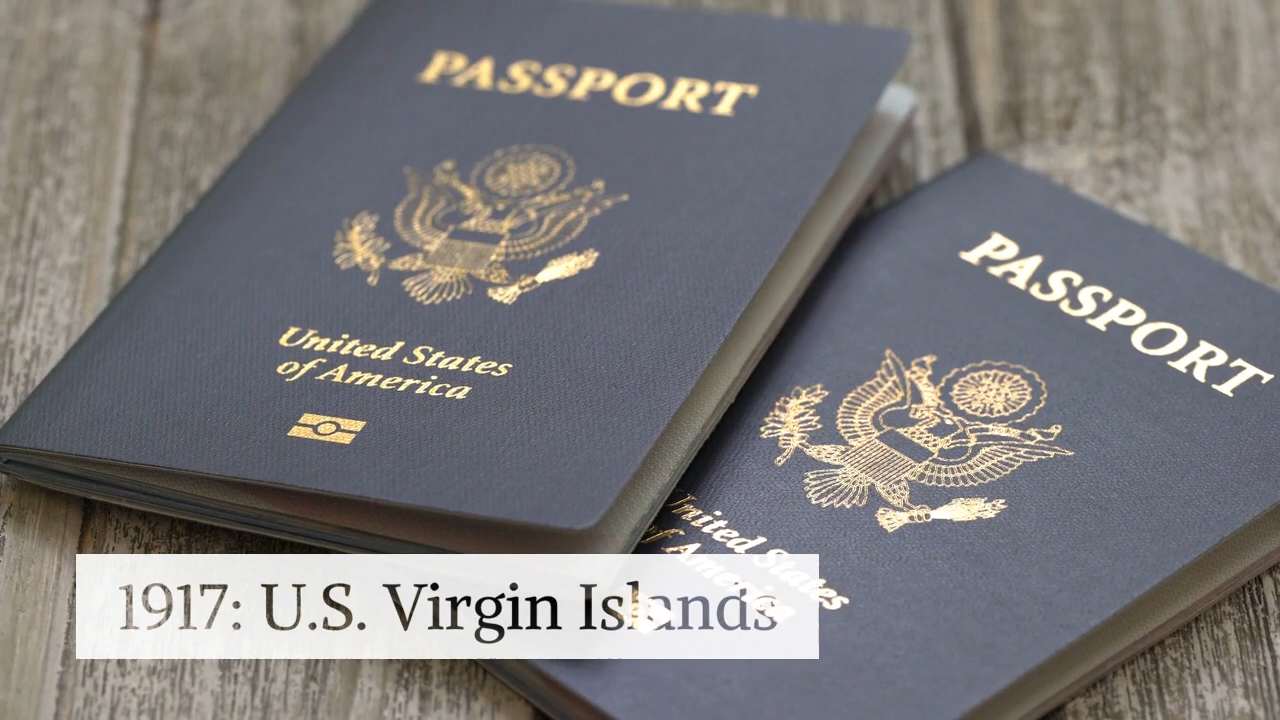 PASSPORT
United States
of America
PASSPORT
United States
of America
1917: U.S. Virgin Islands